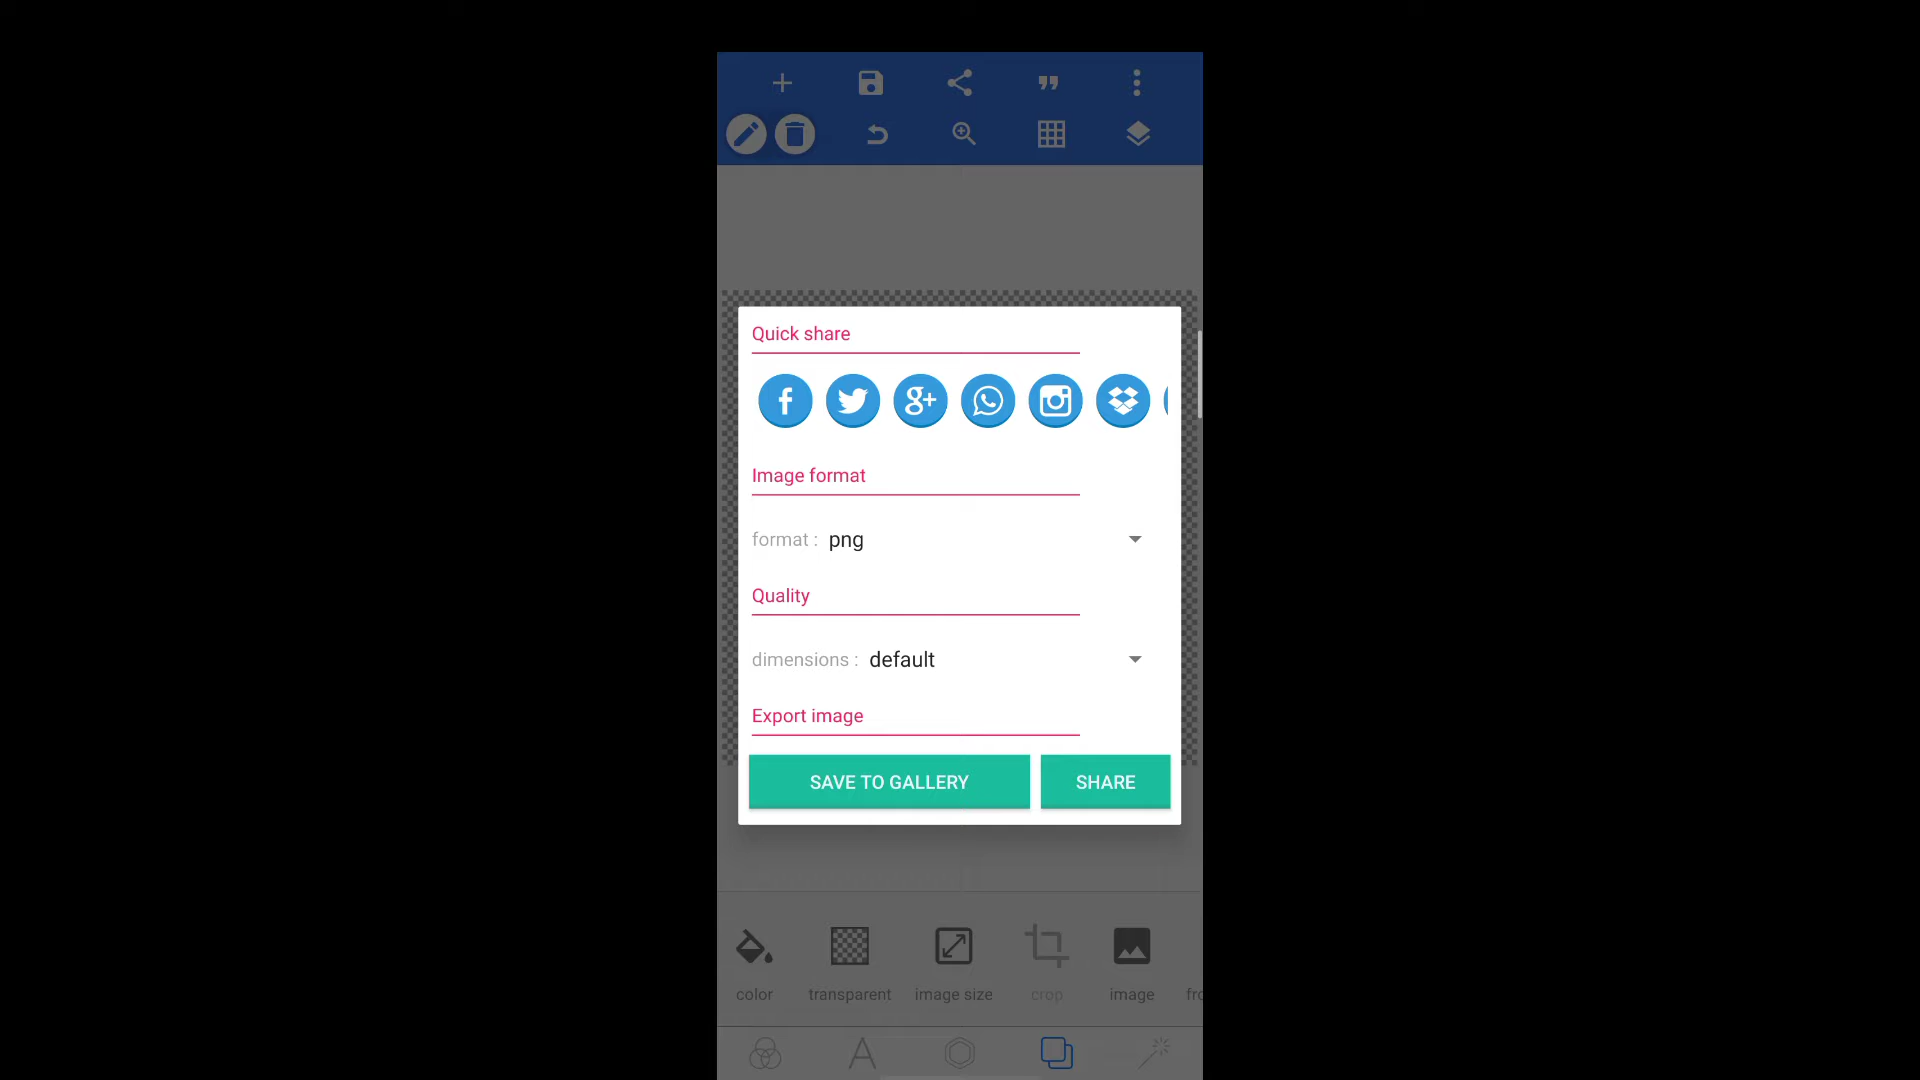 Quick share
Image format
format : png
Quality
dimensions : default
Export image
SAVE TO GALLERY SHARE
color transparent image size crop image